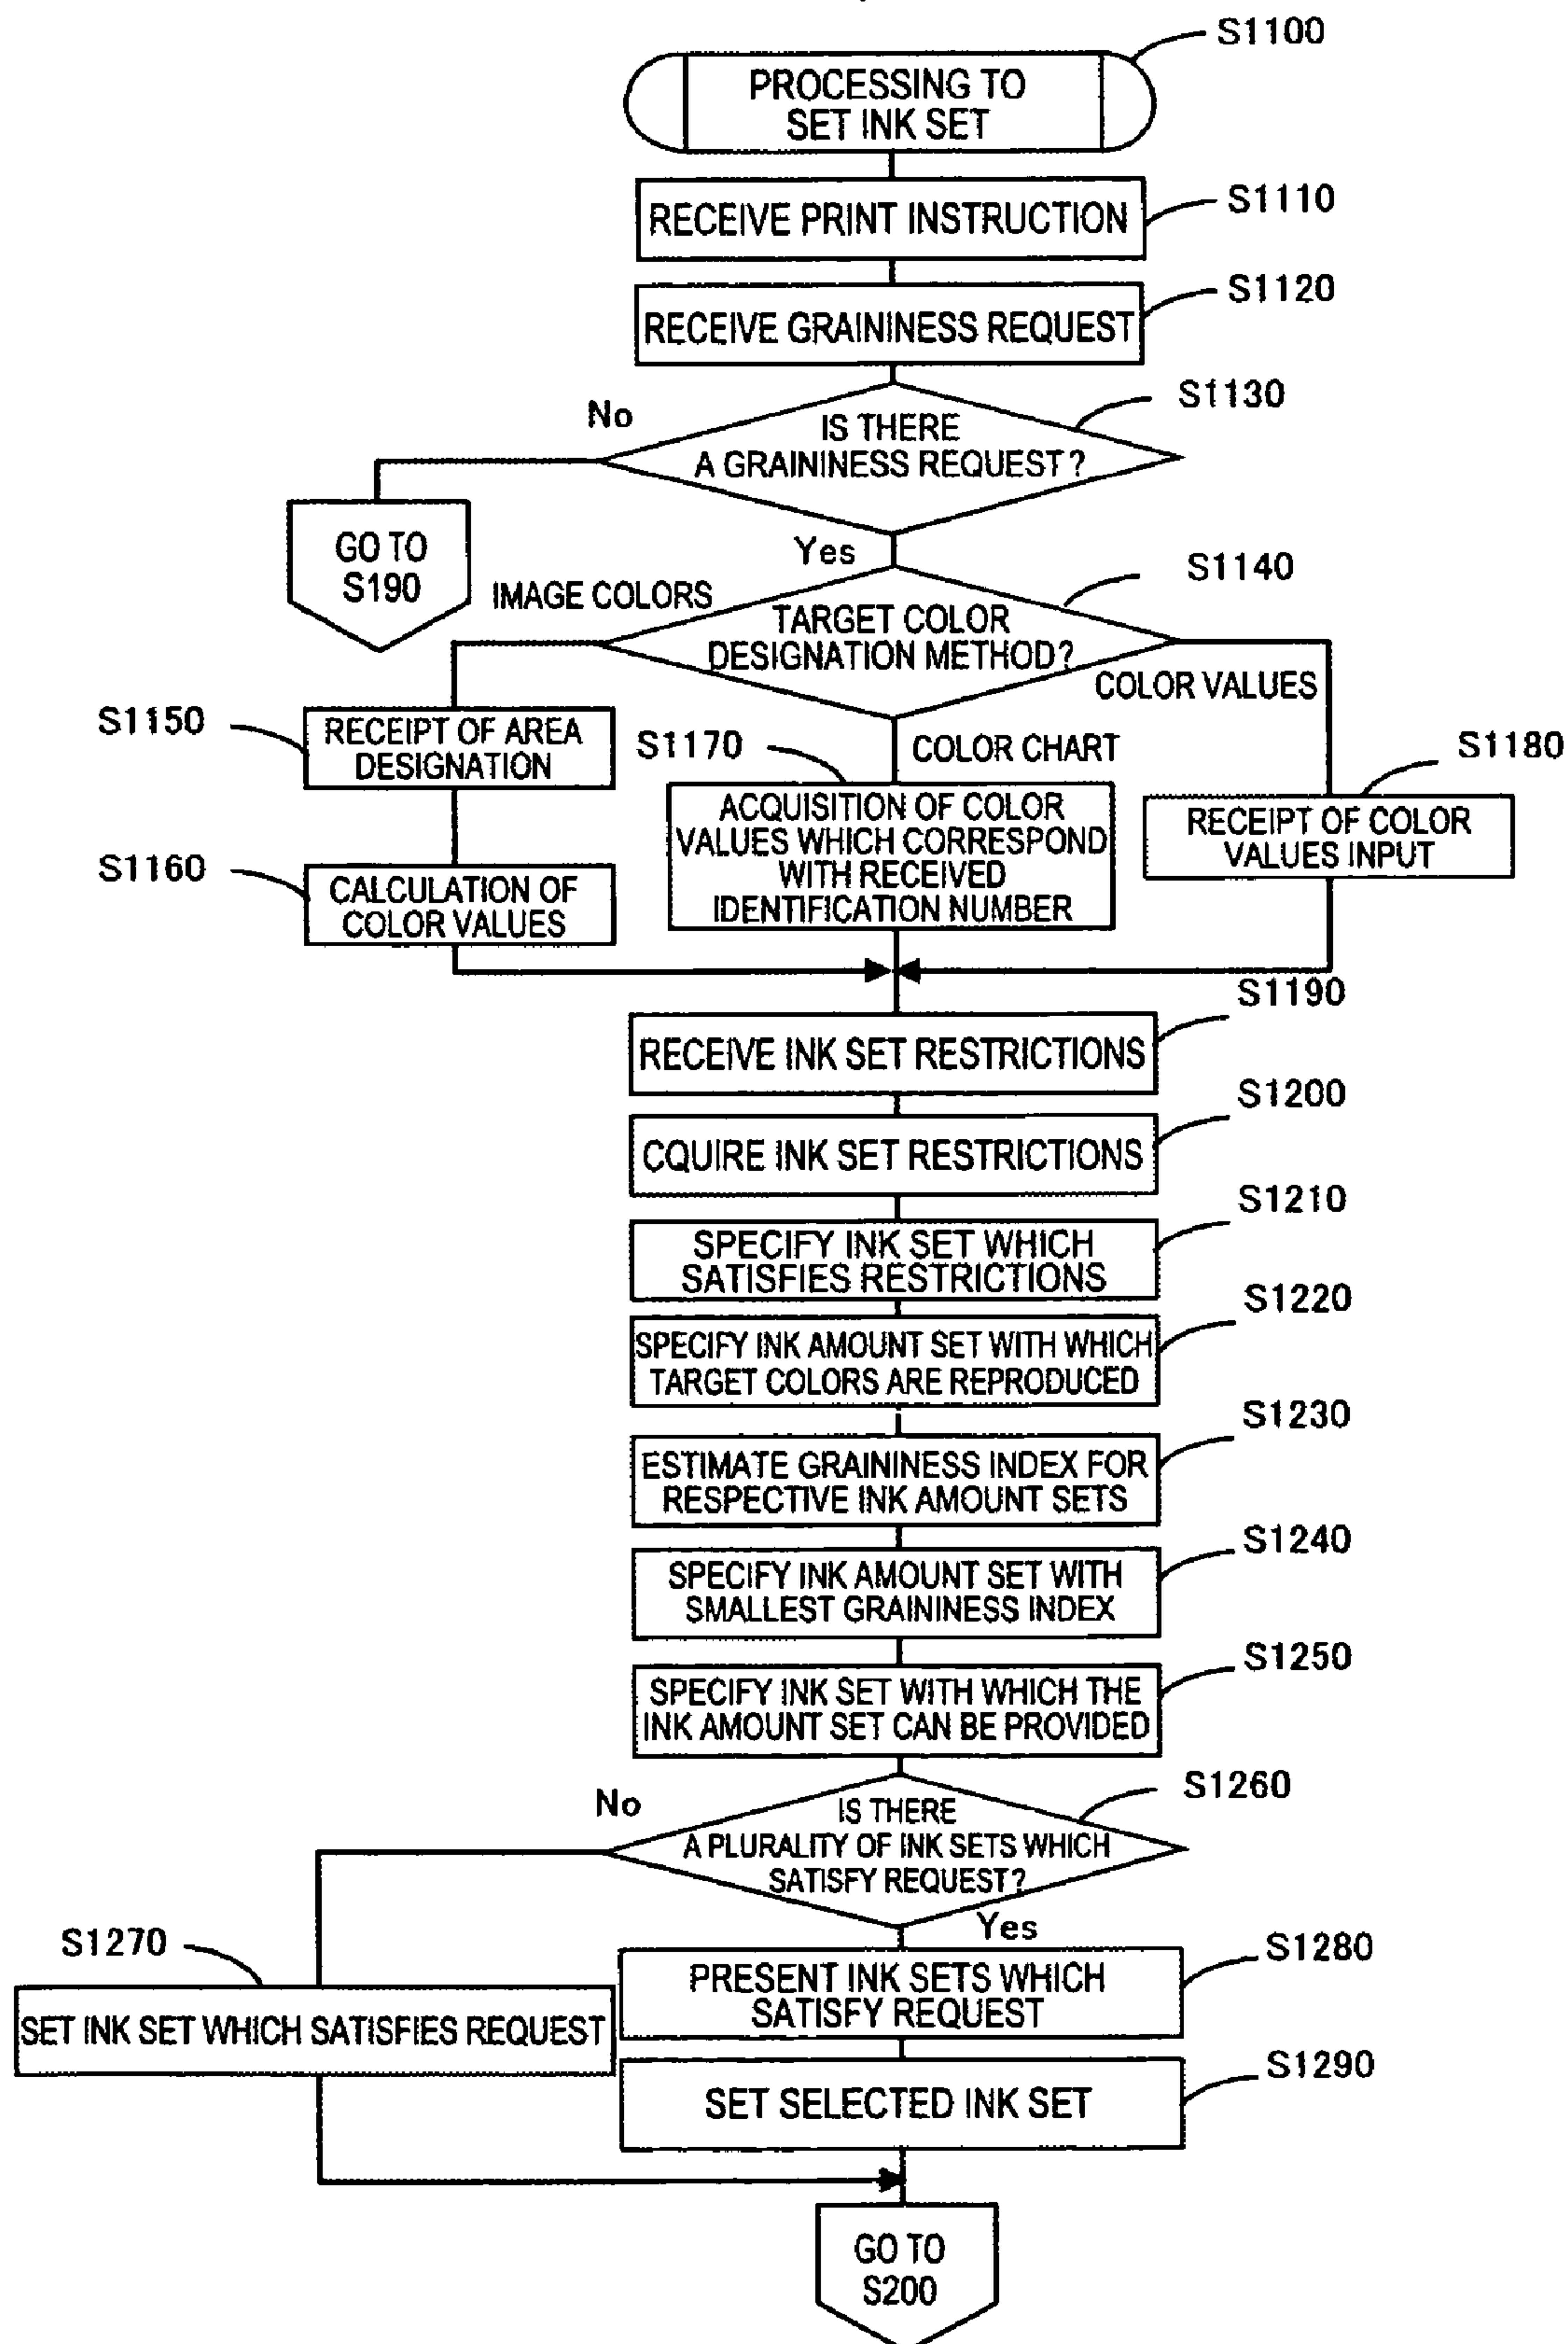 S1100
PROCESSING TO
SET INK SET
S1110
RECEIVE PRINT INSTRUCTION
S1120
RECEIVE GRAININESS REQUEST
S1130
No
IS THERE
A GRAININESS REQUEST?
GO TO
S190
Yes
S1140
IMAGE COLORS
TARGET COLOR
DESIGNATION METHOD?
COLOR VALUES
S1150
RECEIPT OF AREA
DESIGNATION
S1170
COLOR CHART
S1180
ACQUISITION OF COLOR
VALUES WHICH CORRESPOND
WITH RECEIVED
IDENTIFICATION NUMBER
RECEIPT OF COLOR
VALUES INPUT
S1160
CALCULATION OF
COLOR VALUES
S1190
RECEIVE INK SET RESTRICTIONS
S1200
CQUIRE INK SET RESTRICTIONS
S1210
SPECIFY INK SET WHICH
SATISFIES RESTRICTIONS
S1220
SPECIFY INK AMOUNT SET WITH WHICH
TARGET COLORS ARE REPRODUCED
S1230
ESTIMATE GRAININESS INDEX FOR
RESPECTIVE INK AMOUNT SETS
S1240
SPECIFY INK AMOUNT SET WITH
SMALLEST GRAININESS INDEX
S1250
SPECIFY INK SET WITH WHICH THE
INK AMOUNT SET CAN BE PROVIDED
S1260
No
IS THERE
A PLURALITY OF INK SETS WHICH
SATISFY REQUEST?
Yes
S1270
SET INK SET WHICH SATISFIES REQUEST
S1280
PRESENT INK SETS WHICH
SATISFY REQUEST
S1290
SET SELECTED INK SET
GO TO
S200